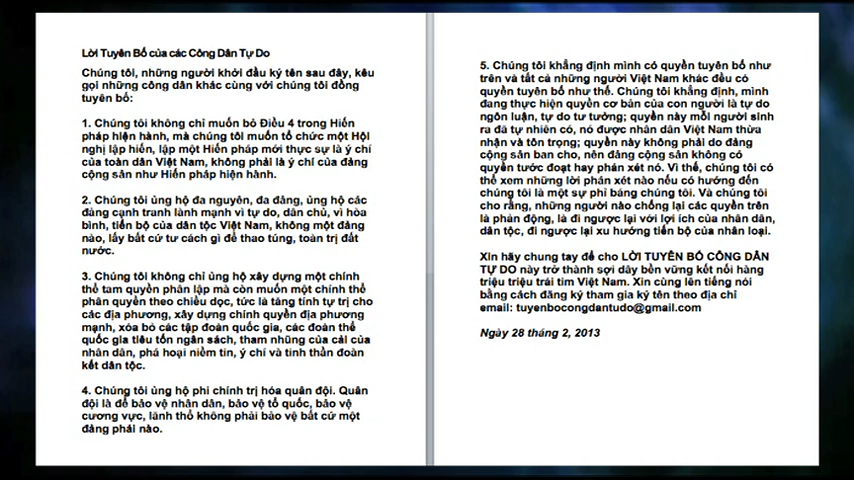 Lời Tuyên Bố của các Công Dân Tự Do
Chúng tôi, những người khởi đầu ký tên sau đây, kêu
gọi những công dân khác cùng với chúng tôi đồng
tuyên bố:
1. Chúng tôi không chỉ muốn bỏ Điều 4 trong Hiến
pháp hiện hành, mà chúng tôi muốn tổ chức một Hội
nghị lập hiến, lập một Hiến pháp mới thực sự là ý chí
của toàn dân Việt Nam, không phải là ý chí của đảng
cộng sản như Hiến pháp hiện hành.
2. Chúng tôi ủng hộ đa nguyên, đa đảng, ủng hộ các
đảng cạnh tranh lành mạnh vì tự do, dân chủ, vì hòa
bình, tiến bộ của dân tộc Việt Nam, không một đảng
nào, lấy bất cứ tư cách gì để thao túng, toàn trị đất
nước.
3. Chúng tôi không chỉ ủng hộ xây dựng một chính
thể tam quyền phân lập mà còn muốn một chính thể
phân quyền theo chiều dọc, tức là tăng tính tự trị cho
các địa phương, xây dựng chính quyền địa phương
mạnh, xóa bỏ các tập đoàn quốc gia, các đoàn thể
quốc gia tiêu tốn ngân sách, tham nhũng của cải của
nhân dân, phá hoại niềm tin, ý chí và tinh thần đoàn
kết dân tộc.
4. Chúng tôi ủng hộ phi chính trị hóa quân đội. Quân
đội là để bảo vệ nhân dân, bảo vệ tổ quốc, bảo vệ
cương vực, lãnh thổ không phải bảo vệ bất cứ một
đảng phái nào.
5. Chúng tôi khẳng định mình có quyền tuyên bố như
trên và tất cả những người Việt Nam khác đều có
quyền tuyên bố như thế. Chúng tôi khẳng định, mình
đang thực hiện quyền cơ bản của con người là tự do
ngôn luận, tự do tư tưởng; quyền này mỗi người sinh
ra đã tự nhiên có, nó được nhân dân Việt Nam thừa
nhận và tôn trọng; quyền này không phải do đảng
cộng sản ban cho, nên đảng cộng sản không có
quyền tước đoạt hay phán xét nó. Vì thế, chúng tôi có
thể xem những lời phán xét nào nếu có hướng đến
chúng tôi là một sự phỉ báng chúng tôi. Và chúng tôi
cho rằng, những người nào chống lại các quyền trên
là phản động, là đi ngược lại với lợi ích của nhân dân,
dân tộc, đi ngược lại xu hướng tiến bộ của nhân loại.
Xin hãy chung tay để cho LỜI TUYÊN BỐ CÔNG DÂN
TỰ DO này trở thành sợi dây bền vững kết nối hàng
triệu triệu trái tim Việt Nam. Xin cùng lên tiếng nói
bằng cách đăng ký tham gia ký tên theo địa chỉ
email: tuyenbocongdantudo@gmail.com
Ngày 28 tháng 2, 2013